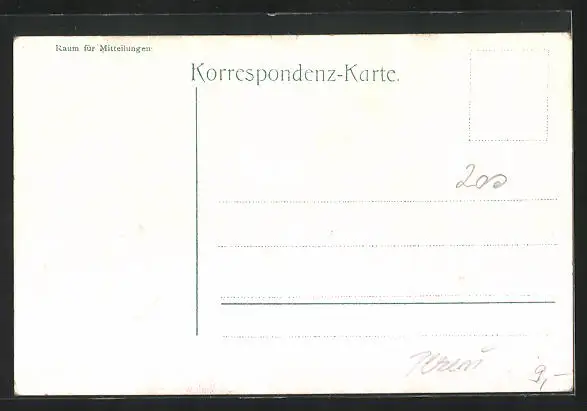 Raum für Mitteilungen:
Korrespondenz-Karte.
200
9,-